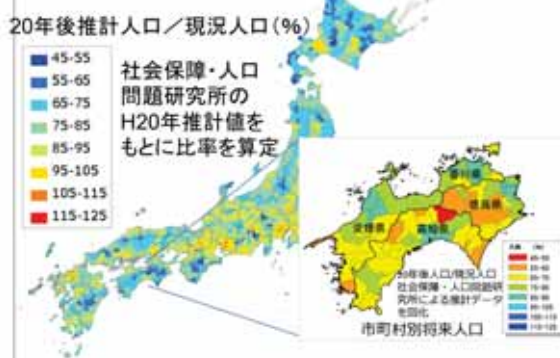 20年後推計人口／現況人口(%)
45-55
55-65
65-75
75-85
85-95
95-105
105-115
115-125
社会保障・人口
問題研究所の
H20年推計値を
もとに比率を算定
香川県
徳島県
愛媛県
高知県
年後人口/現況人口
社会保障・人口問題研
究所による推計データ
を図化
市町村別将来人口